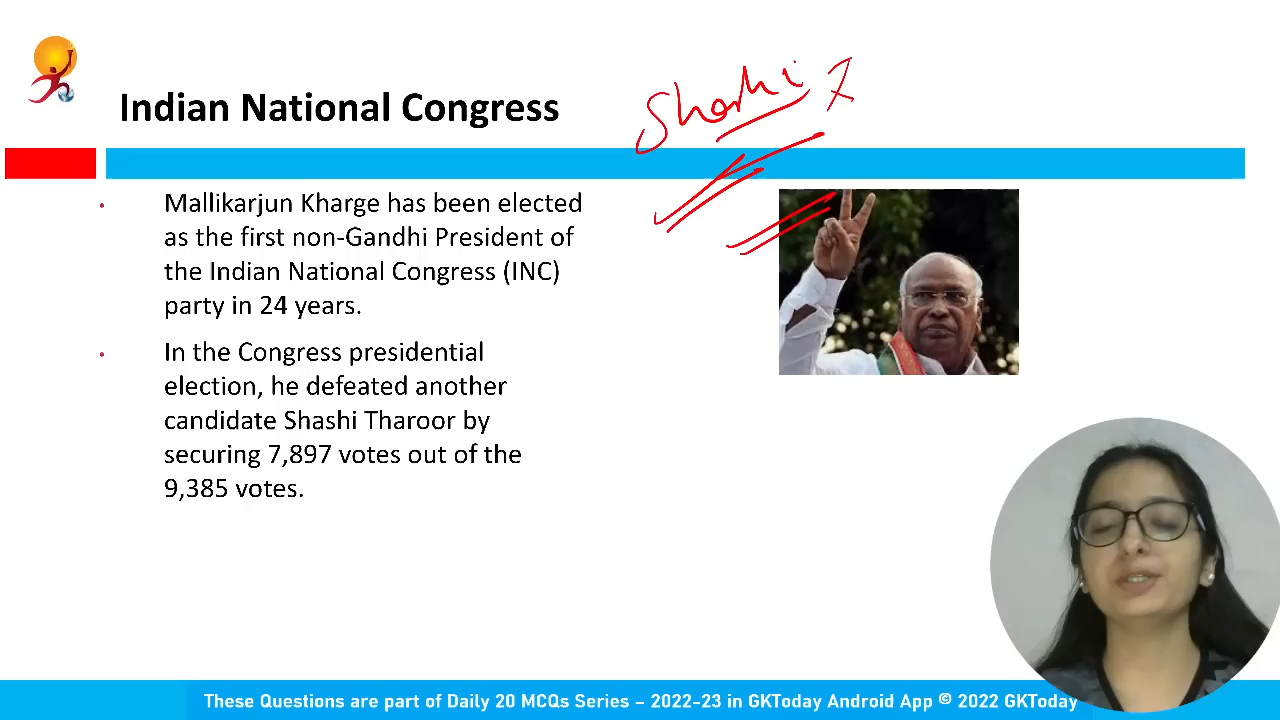 Shashi X
Indian National Congress
• Mallikarjun Kharge has been elected
as the first non-Gandhi President of
the Indian National Congress (INC)
party in 24 years.
• In the Congress presidential
election, he defeated another
candidate Shashi Tharoor by
securing 7,897 votes out of the
9,385 votes.
These Questions are part of Daily 20 MCQs Series – 2022-23 in GKToday Android App © 2022 GKToday